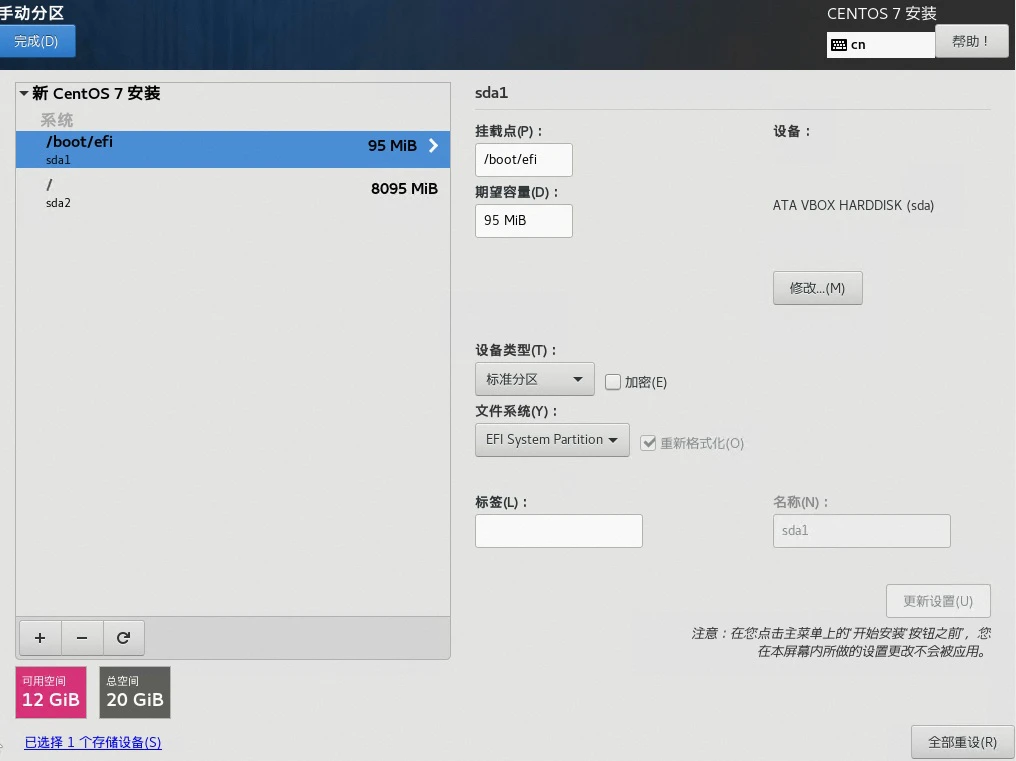 手动分区
CENTOS 7 安装
完成(D)
cn
帮助！
新 CentOS 7 安装
系统
/boot/efi
95 MiB
sda1
/
8095 MiB
sda2
sda1
挂载点(P)：
设备：
/boot/efi
期望容量(D)：
95 MiB
ATA VBOX HARDDISK (sda)
修改...(M)
设备类型(T)：
标准分区
加密(E)
文件系统(Y)：
EFI System Partition
重新格式化(O)
标签(L)：
名称(N)：
sda1
更新设置(U)
注意：在您点击主菜单上的'开始安装'按钮之前'，您
在本屏幕内所做的设置更改不会被应用。
+
−
可用空间
12 GiB
总空间
20 GiB
已选择 1 个存储设备(S)
全部重设(R)